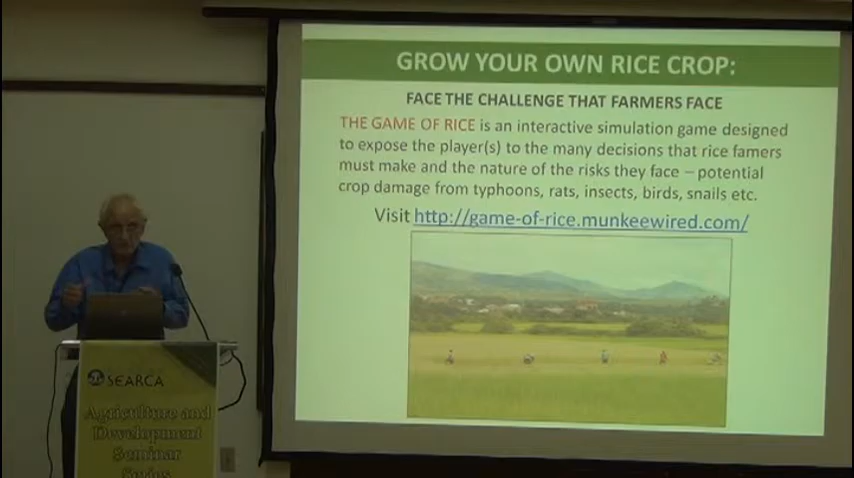 GROW YOUR OWN RICE CROP:
FACE THE CHALLENGE THAT FARMERS FACE
THE GAME OF RICE is an interactive simulation game designed
to expose the player(s) to the many decisions that rice famers
must make and the nature of the risks they face – potential
crop damage from typhoons, rats, insects, birds, snails etc.
Visit http://game-of-rice.munkeewired.com/
SEARCA
Agriculture and
Development
Seminar
Series